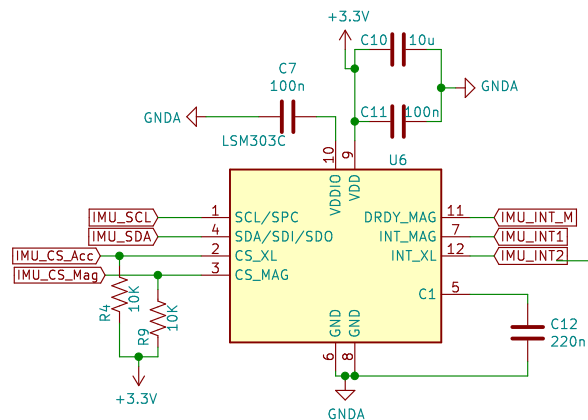 +3.3V
C10 10u
C7
100n
GNDA
C11 100n
GNDA
LSM303C
10
9
U6
VDDIO
VDD
IMU_SCL 1 SCL/SPC
DRDY_MAG 11 IMU_INT_M
IMU_SDA 4 SDA/SDI/SDO
INT_MAG 7 IMU_INT1
IMU_CS_Acc 2 CS_XL
INT_XL 12 IMU_INT2
IMU_CS_Mag 3 CS_MAG
C1 5
R4 10K
R9 10K
GND
GND
C12
220n
6
8
+3.3V
GNDA